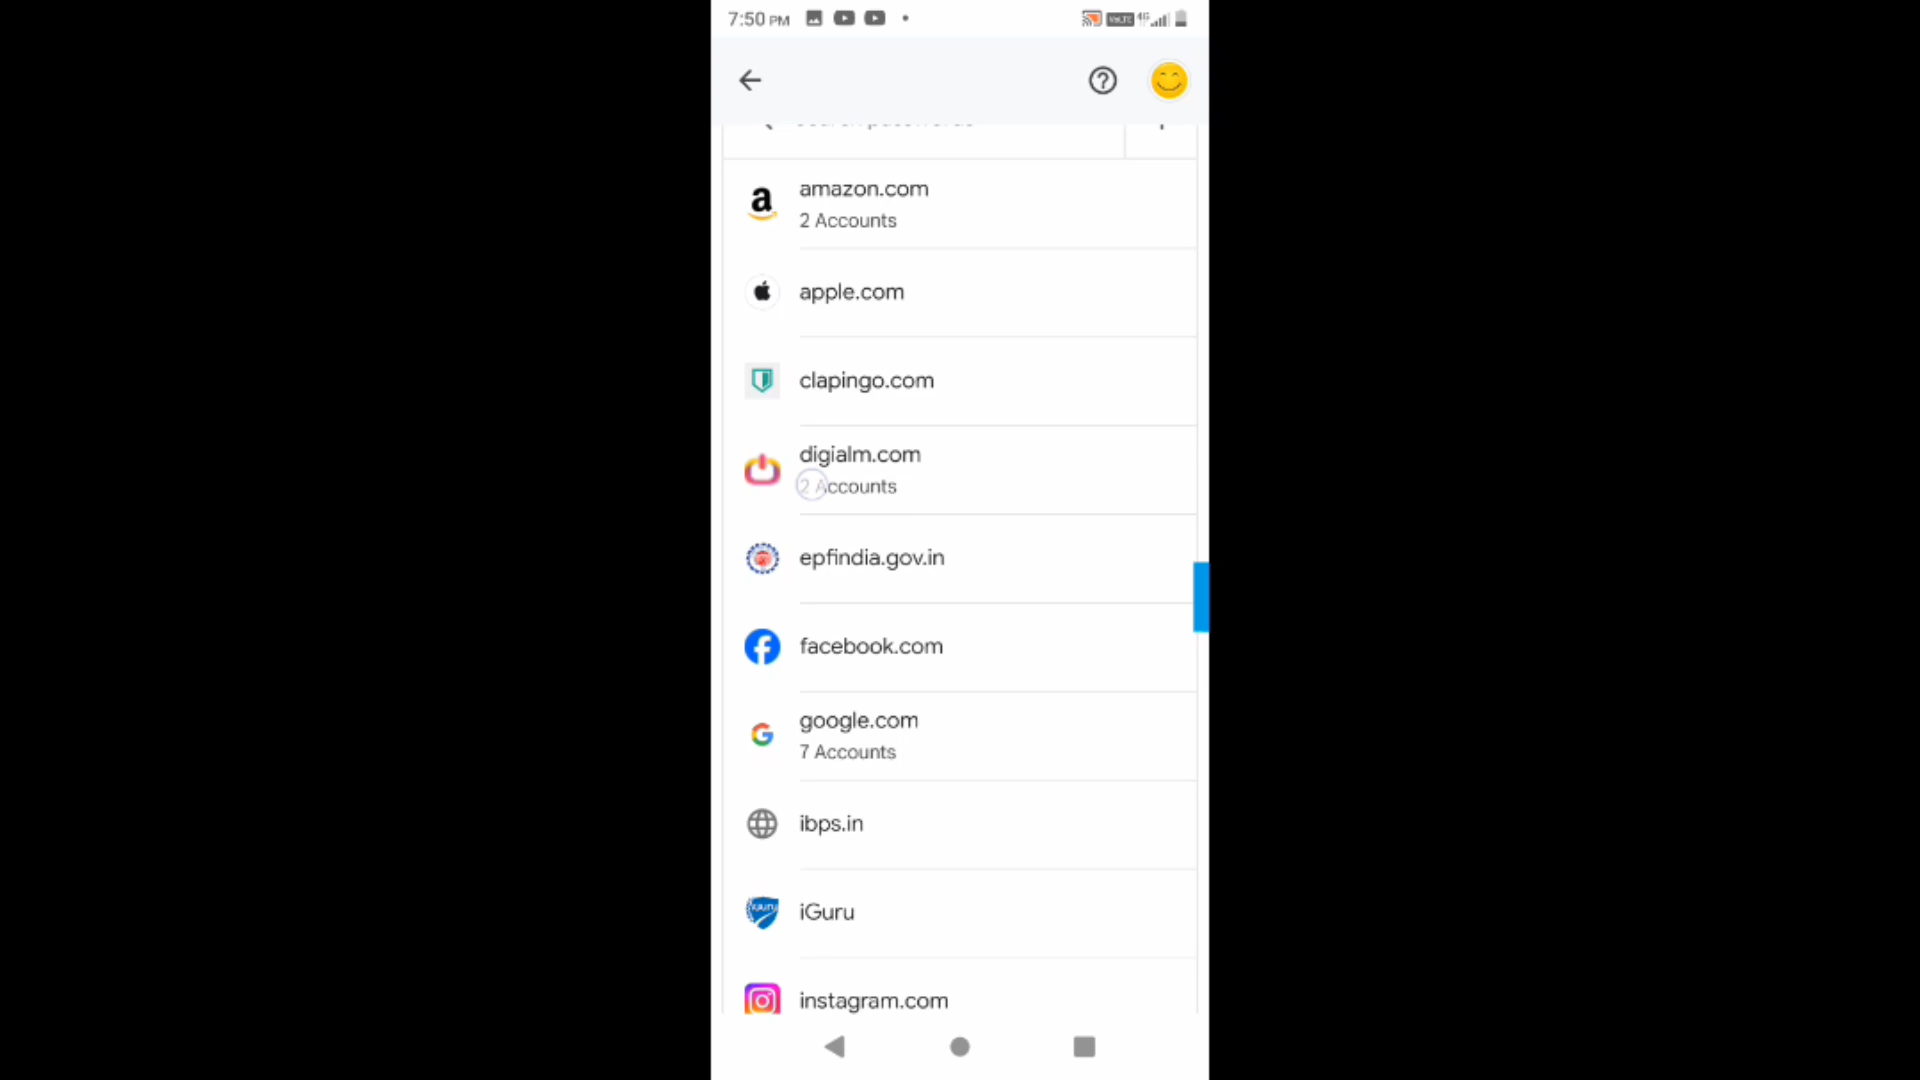 7:50 PM
amazon.com
2 Accounts
apple.com
clapingo.com
digialm.com
2 Accounts
epfindia.gov.in
facebook.com
google.com
7 Accounts
ibps.in
iGuru
instagram.com